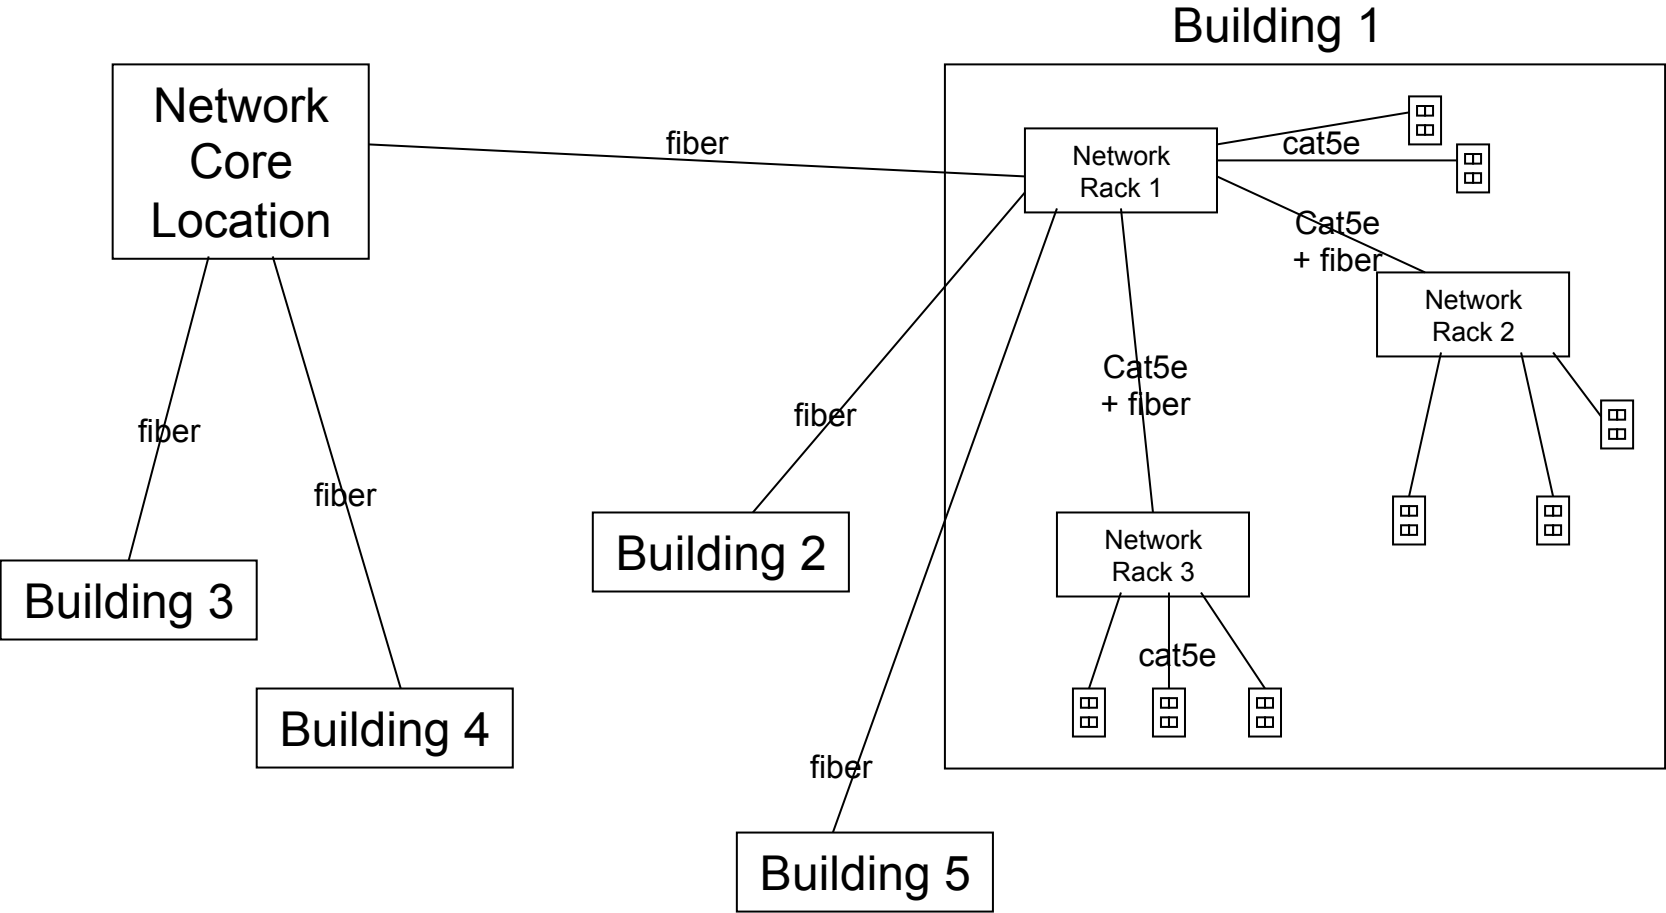 Building 1
Network
Core
Location
fiber
Network
Rack 1
cat5e
Cat5e
+ fiber
Network
Rack 2
Cat5e
+ fiber
fiber
fiber
fiber
Building 2
Network
Rack 3
Building 3
cat5e
Building 4
fiber
Building 5